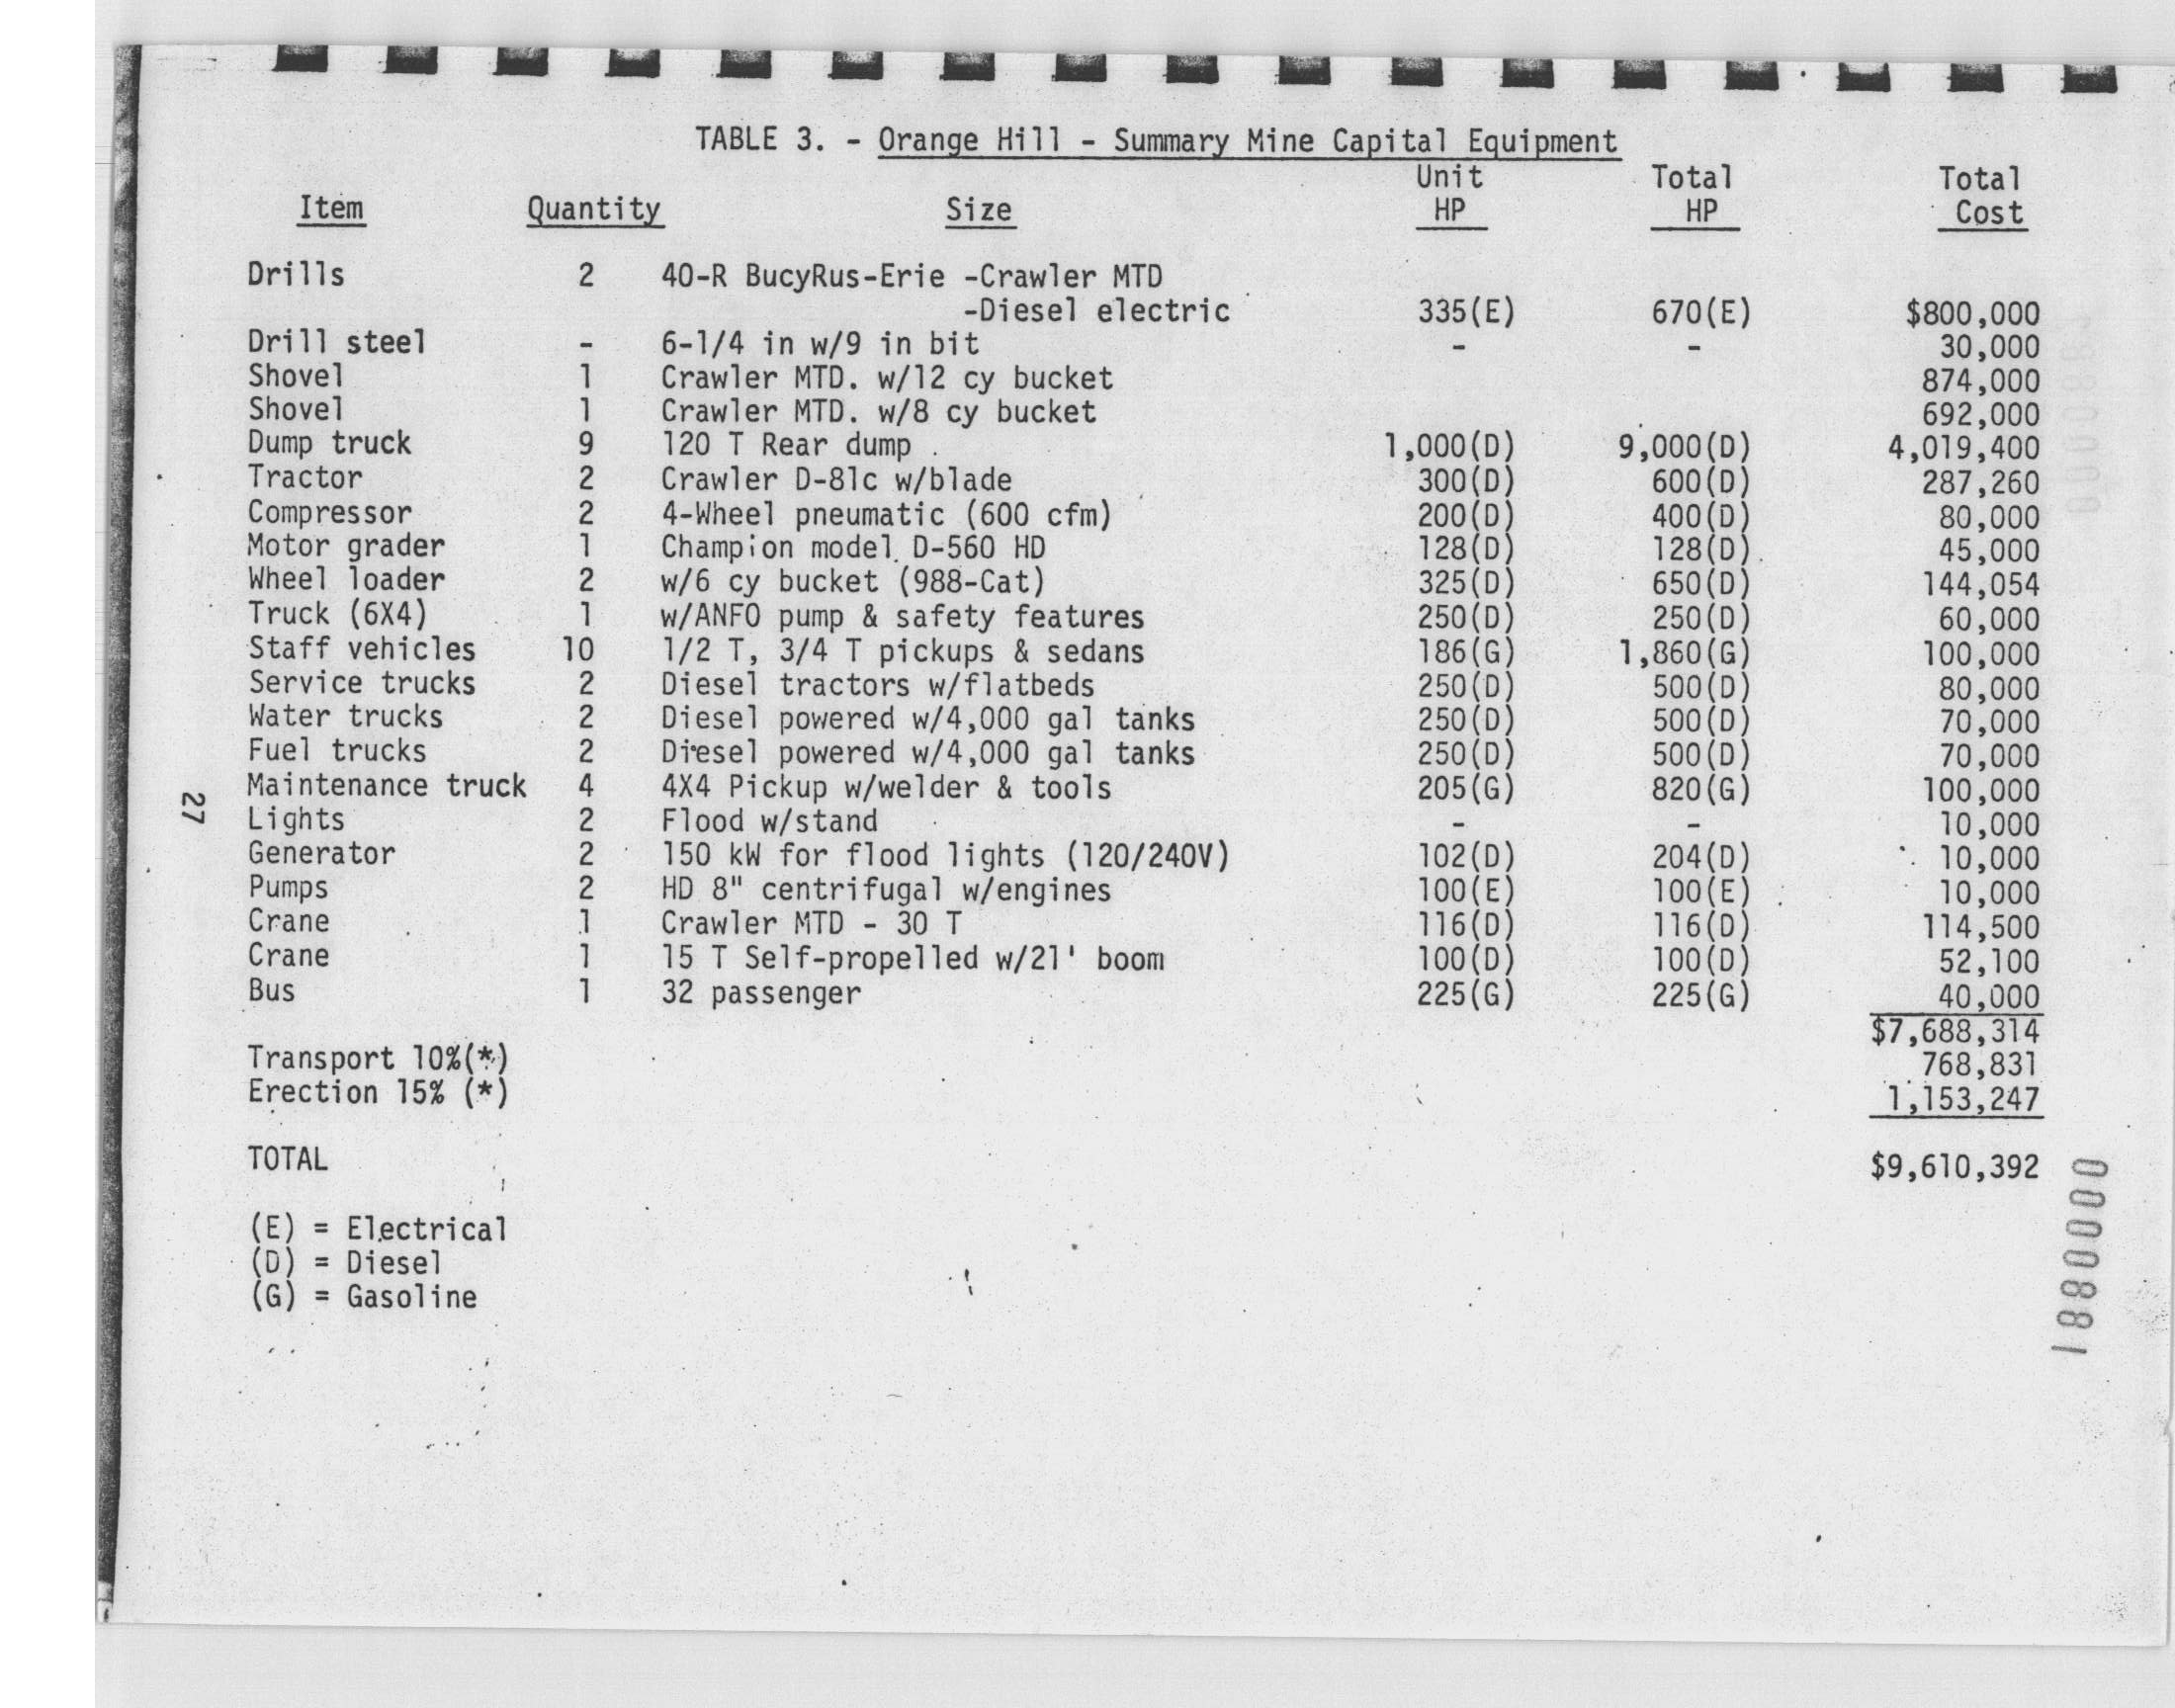 TABLE 3. - Orange Hill - Summary Mine Capital Equipment
Unit Total Total
Item Quantity Size HP HP Cost
Drills 2 40-R BucyRus-Erie -Crawler MTD
-Diesel electric 335(E) 670(E) $800,000
Drill steel - 6-1/4 in w/9 in bit - - 30,000
Shovel 1 Crawler MTD. w/12 cy bucket 874,000
Shovel 1 Crawler MTD. w/8 cy bucket 692,000
Dump truck 9 120 T Rear dump 1,000(D) 9,000(D) 4,019,400
Tractor 2 Crawler D-81c w/blade 300(D) 600(D) 287,260
Compressor 2 4-Wheel pneumatic (600 cfm) 200(D) 400(D) 80,000
Motor grader 1 Champion model D-560 HD 128(D) 128(D) 45,000
Wheel loader 2 w/6 cy bucket (988-Cat) 325(D) 650(D) 144,054
Truck (6X4) 1 w/ANFO pump & safety features 250(D) 250(D) 60,000
Staff vehicles 10 1/2 T, 3/4 T pickups & sedans 186(G) 1,860(G) 100,000
Service trucks 2 Diesel tractors w/flatbeds 250(D) 500(D) 80,000
Water trucks 2 Diesel powered w/4,000 gal tanks 250(D) 500(D) 70,000
Fuel trucks 2 Diesel powered w/4,000 gal tanks 250(D) 500(D) 70,000
Maintenance truck 4 4X4 Pickup w/welder & tools 205(G) 820(G) 100,000
Lights 2 Flood w/stand - - 10,000
Generator 2 150 kW for flood lights (120/240V) 102(D) 204(D) 10,000
Pumps 2 HD 8" centrifugal w/engines 100(E) 100(E) 10,000
Crane 1 Crawler MTD - 30 T 116(D) 116(D) 114,500
Crane 1 15 T Self-propelled w/21' boom 100(D) 100(D) 52,100
Bus 1 32 passenger 225(G) 225(G) 40,000
$7,688,314
Transport 10%(*) 768,831
Erection 15% (*) 1,153,247
TOTAL $9,610,392
(E) = Electrical
(D) = Diesel
(G) = Gasoline
27
0000881